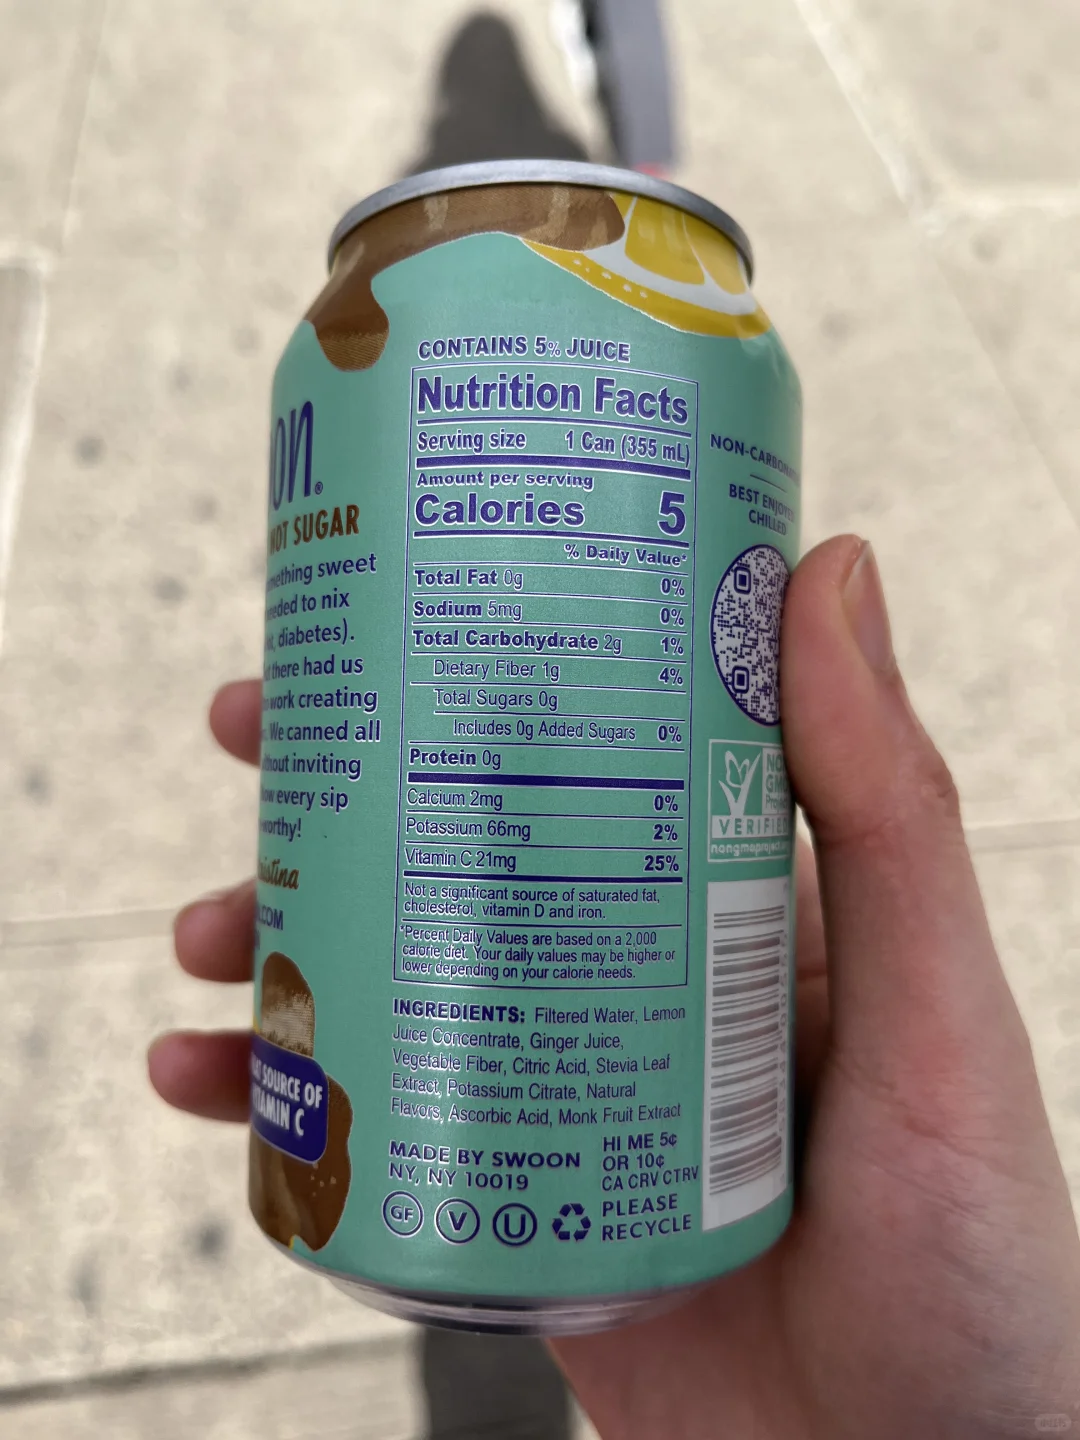 ON®
NOT SUGAR
sweet
to nix
diabetes).
there had us
work creating
We canned all
inviting
every sip
CONTAINS 5% JUICE
Nutrition Facts
Serving size 1 Can (355 mL)
Amount per serving
Calories 5
% Daily Value*
Total Fat 0g 0%
Sodium 5mg 0%
Total Carbohydrate 2g 1%
Dietary Fiber 1g 4%
Total Sugars 0g
Includes 0g Added Sugars 0%
Protein 0g
Calcium 2mg 0%
Potassium 66mg 2%
Vitamin C 21mg 25%
Not a significant source of saturated fat,
cholesterol, vitamin D and iron.
*Percent Daily Values are based on a 2,000
calorie diet. Your daily values may be higher or
lower depending on your calorie needs.
INGREDIENTS: Filtered Water, Lemon
Juice Concentrate, Ginger Juice,
Vegetable Fiber, Citric Acid, Stevia Leaf
Extract, Potassium Citrate, Natural
Flavors, Ascorbic Acid, Monk Fruit Extract
MADE BY SWOON
NY, NY 10019
HI ME 5¢
OR 10¢
CA CRV CTRV
GF V U
PLEASE
RECYCLE
SOURCE OF
VITAMIN C
BEST ENJOYED
CHILLED
NON
GMO
Project
VERIFIED